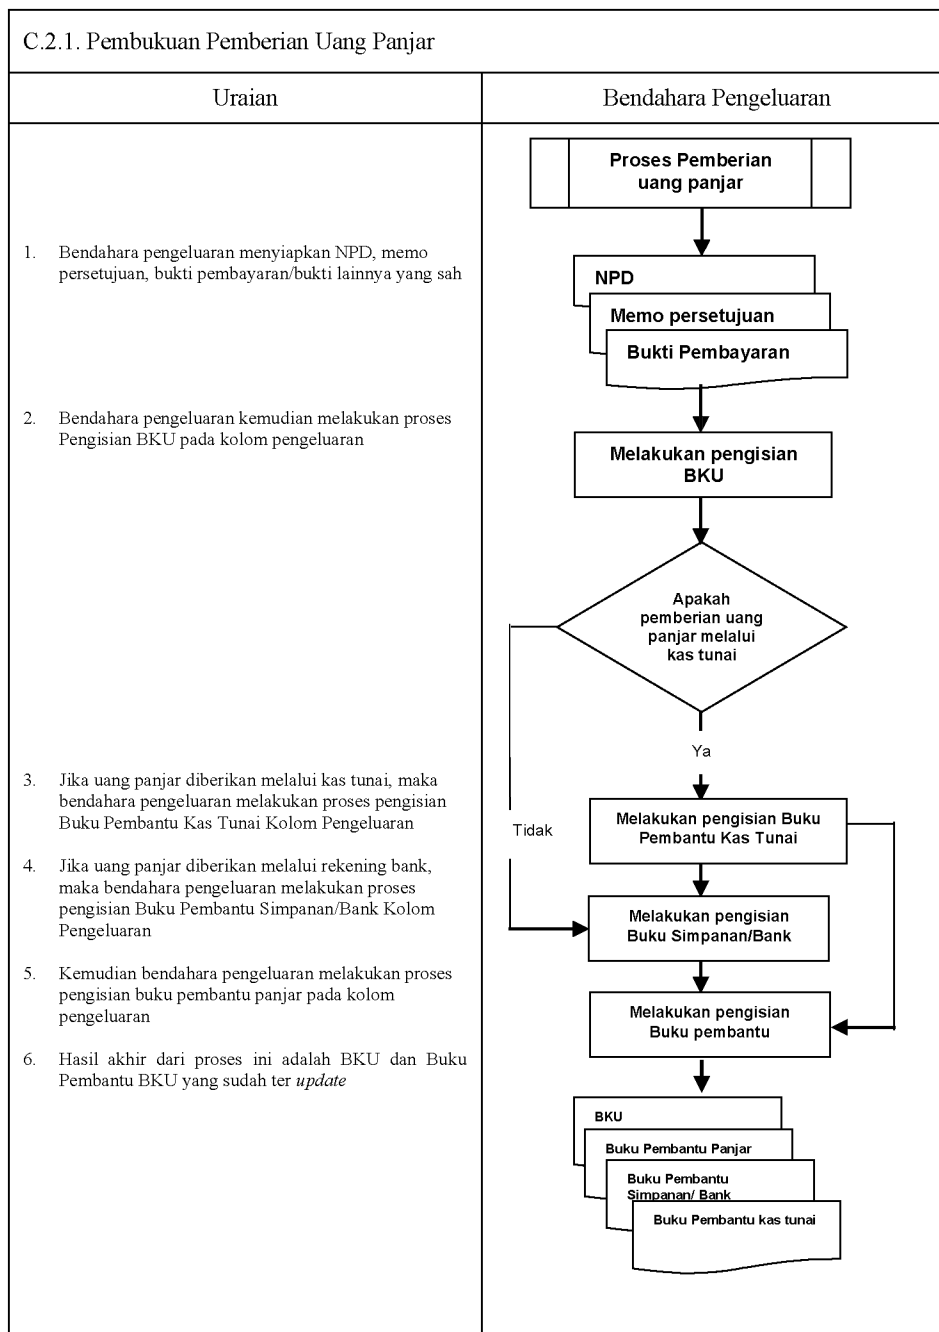 C.2.1. Pembukuan Pemberian Uang Panjar
Uraian
Bendahara Pengeluaran
1. Bendahara pengeluaran menyiapkan NPD, memo
persetujuan, bukti pembayaran/bukti lainnya yang sah
2. Bendahara pengeluaran kemudian melakukan proses
Pengisian BKU pada kolom pengeluaran
3. Jika uang panjar diberikan melalui kas tunai, maka
bendahara pengeluaran melakukan proses pengisian
Buku Pembantu Kas Tunai Kolom Pengeluaran
4. Jika uang panjar diberikan melalui rekening bank,
maka bendahara pengeluaran melakukan proses
pengisian Buku Pembantu Simpanan/Bank Kolom
Pengeluaran
5. Kemudian bendahara pengeluaran melakukan proses
pengisian buku pembantu panjar pada kolom
pengeluaran
6. Hasil akhir dari proses ini adalah BKU dan Buku
Pembantu BKU yang sudah ter update
Proses Pemberian
uang panjar
NPD
Memo persetujuan
Bukti Pembayaran
Melakukan pengisian
BKU
Apakah
pemberian uang
panjar melalui
kas tunai
Ya
Tidak
Melakukan pengisian Buku
Pembantu Kas Tunai
Melakukan pengisian
Buku Simpanan/Bank
Melakukan pengisian
Buku pembantu
BKU
Buku Pembantu Panjar
Buku Pembantu
Simpanan/ Bank
Buku Pembantu kas tunai